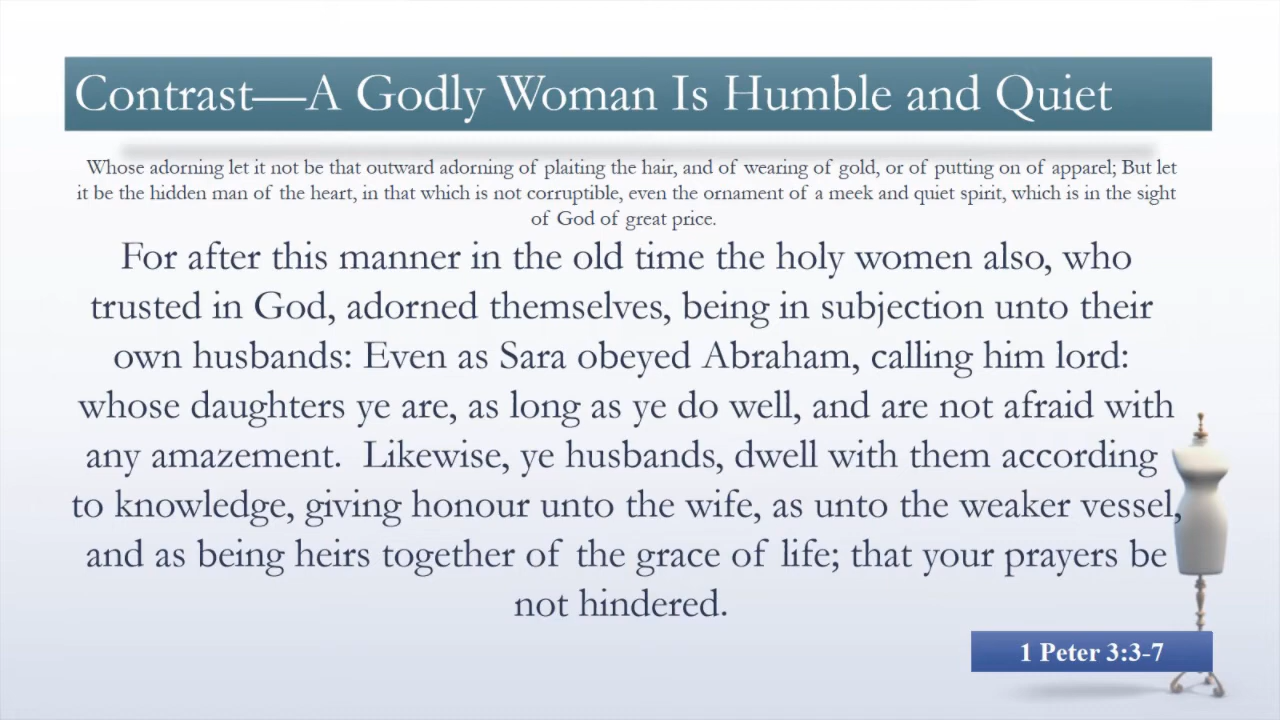 Contrast—A Godly Woman Is Humble and Quiet
Whose adorning let it not be that outward adorning of plaiting the hair, and of wearing of gold, or of putting on of apparel; But let
it be the hidden man of the heart, in that which is not corruptible, even the ornament of a meek and quiet spirit, which is in the sight
of God of great price.
For after this manner in the old time the holy women also, who
trusted in God, adorned themselves, being in subjection unto their
own husbands: Even as Sara obeyed Abraham, calling him lord:
whose daughters ye are, as long as ye do well, and are not afraid with
any amazement.  Likewise, ye husbands, dwell with them according
to knowledge, giving honour unto the wife, as unto the weaker vessel,
and as being heirs together of the grace of life; that your prayers be
not hindered.
1 Peter 3:3-7